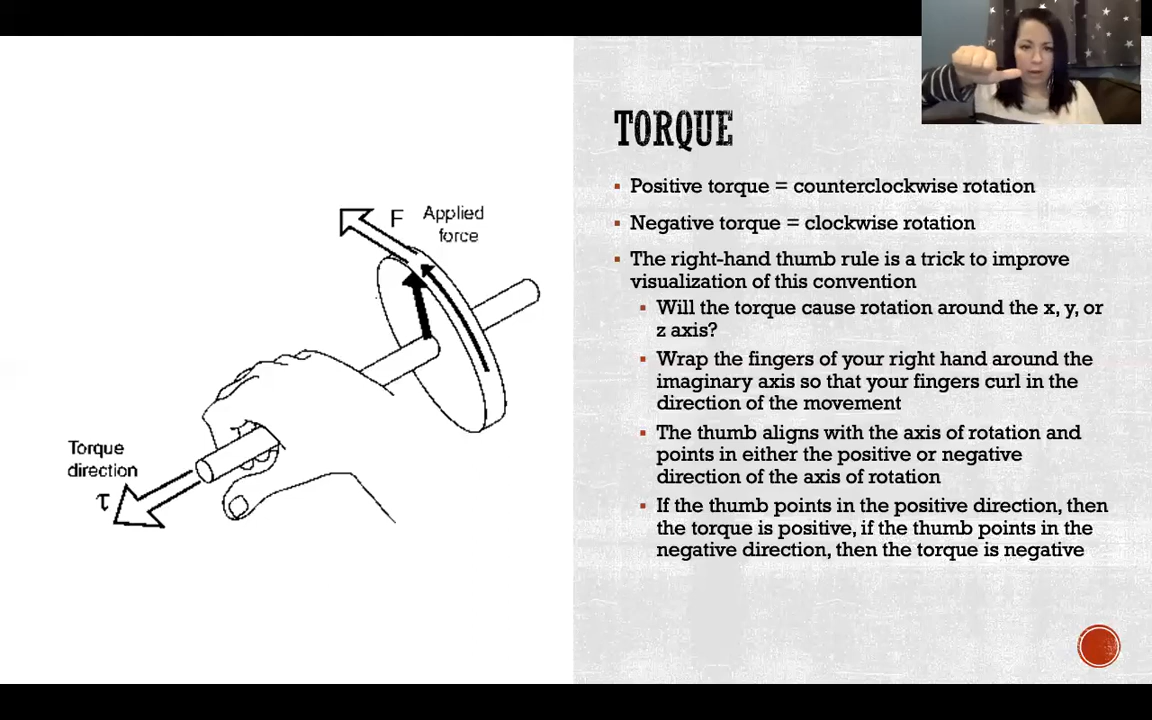 F
Applied
force
Torque
direction
τ
TORQUE
▪ Positive torque = counterclockwise rotation
▪ Negative torque = clockwise rotation
▪ The right-hand thumb rule is a trick to improve
visualization of this convention
▪ Will the torque cause rotation around the x, y, or
z axis?
▪ Wrap the fingers of your right hand around the
imaginary axis so that your fingers curl in the
direction of the movement
▪ The thumb aligns with the axis of rotation and
points in either the positive or negative
direction of the axis of rotation
▪ If the thumb points in the positive direction, then
the torque is positive, if the thumb points in the
negative direction, then the torque is negative